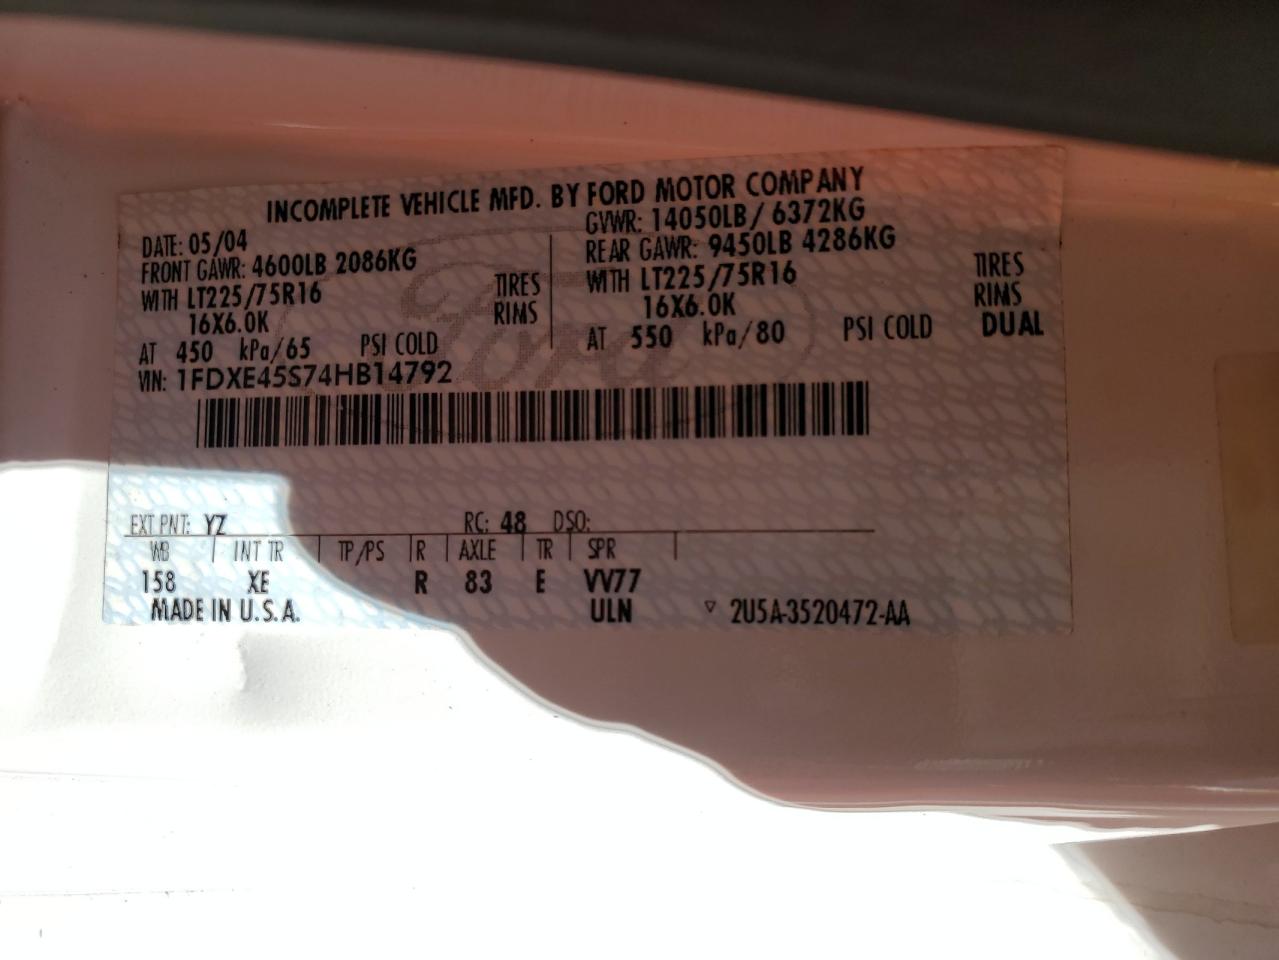 INCOMPLETE VEHICLE MFD. BY FORD MOTOR COMPANY
DATE: 05/04
GVWR: 14050LB/ 6372KG
FRONT GAWR: 4600LB 2086KG
REAR GAWR: 9450LB 4286KG
WITH LT225/75R16 TIRES
WITH LT225/75R16 TIRES
16X6.0K RIMS
16X6.0K RIMS
AT 450 kPa/65 PSI COLD
AT 550 kPa/80 PSI COLD DUAL
VIN: 1FDXE45S74HB14792
Ford
EXT PNT: YZ RC: 48 DSO:
WB INT TR TP/PS R AXLE TR SPR
158 XE R 83 E VV77
MADE IN U.S.A. ULN 2U5A-3520472-AA